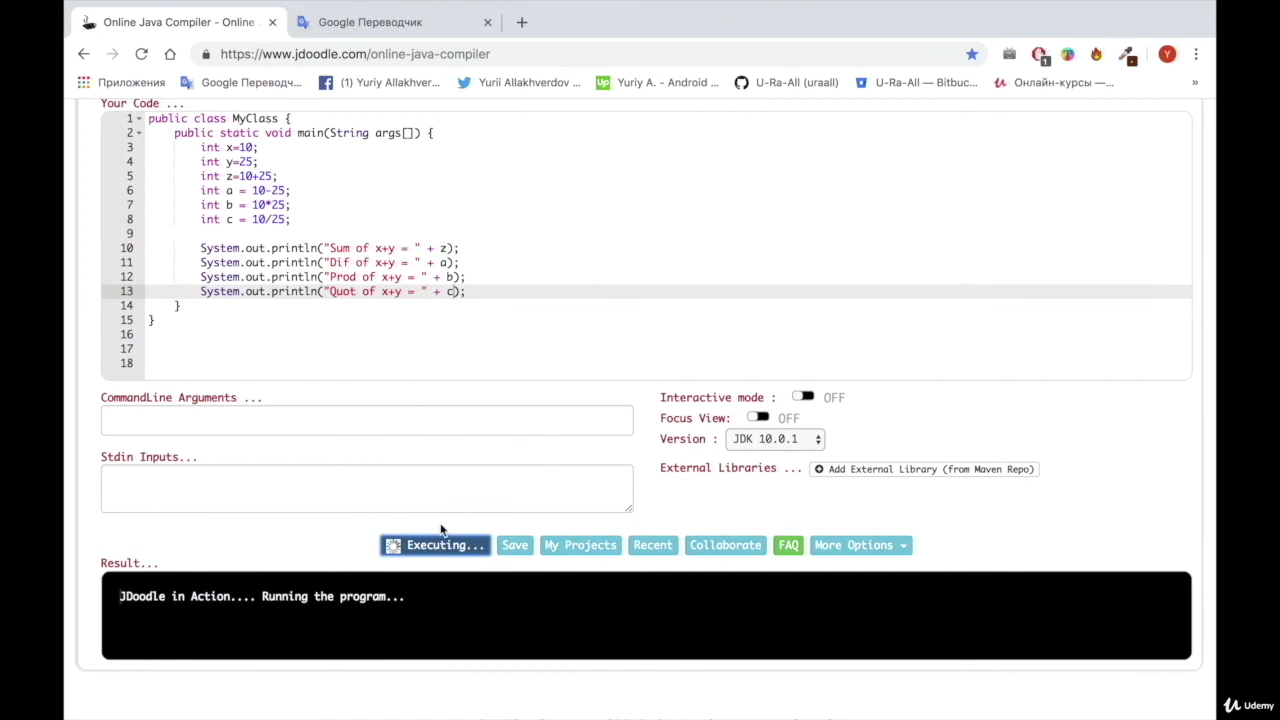 Online Java Compiler - Online
Google Переводчик
https://www.jdoodle.com/online-java-compiler
1
Y
Приложения
Google Переводч...
(1) Yuriy Allakhver...
Yurii Allakhverdov ...
Up
Yuriy A. - Android ...
U-Ra-All (uraall)
U-Ra-All — Bitbuc...
Онлайн-курсы —...
»
Your Code ...
1 public class MyClass {
2 public static void main(String args[]) {
3 int x=10;
4 int y=25;
5 int z=10+25;
6 int a = 10-25;
7 int b = 10*25;
8 int c = 10/25;
9
10 System.out.println("Sum of x+y = " + z);
11 System.out.println("Dif of x+y = " + a);
12 System.out.println("Prod of x+y = " + b);
13 System.out.println("Quot of x+y = " + c);
14 }
15 }
16
17
18
CommandLine Arguments ...
Interactive mode : OFF
Focus View: OFF
Version : JDK 10.0.1
Stdin Inputs...
External Libraries ... Add External Library (from Maven Repo)
Executing... Save My Projects Recent Collaborate FAQ More Options
Result...
JDoodle in Action.... Running the program...
Udemy